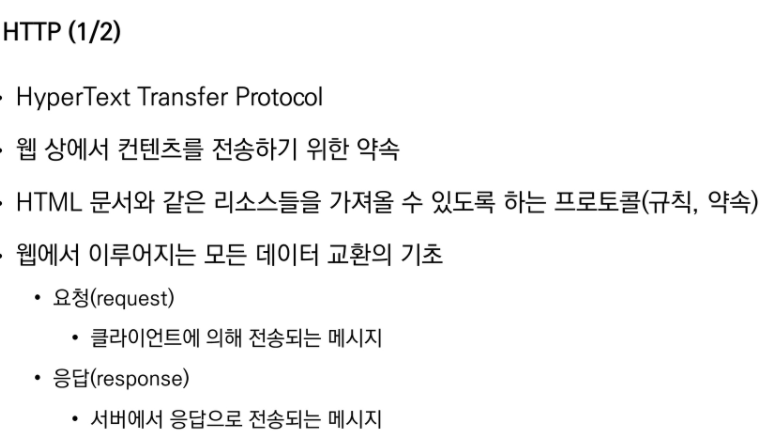 HTTP (1/2)
• HyperText Transfer Protocol
• 웹 상에서 컨텐츠를 전송하기 위한 약속
• HTML 문서와 같은 리소스들을 가져올 수 있도록 하는 프로토콜(규칙, 약속)
• 웹에서 이루어지는 모든 데이터 교환의 기초
• 요청(request)
• 클라이언트에 의해 전송되는 메시지
• 응답(response)
• 서버에서 응답으로 전송되는 메시지